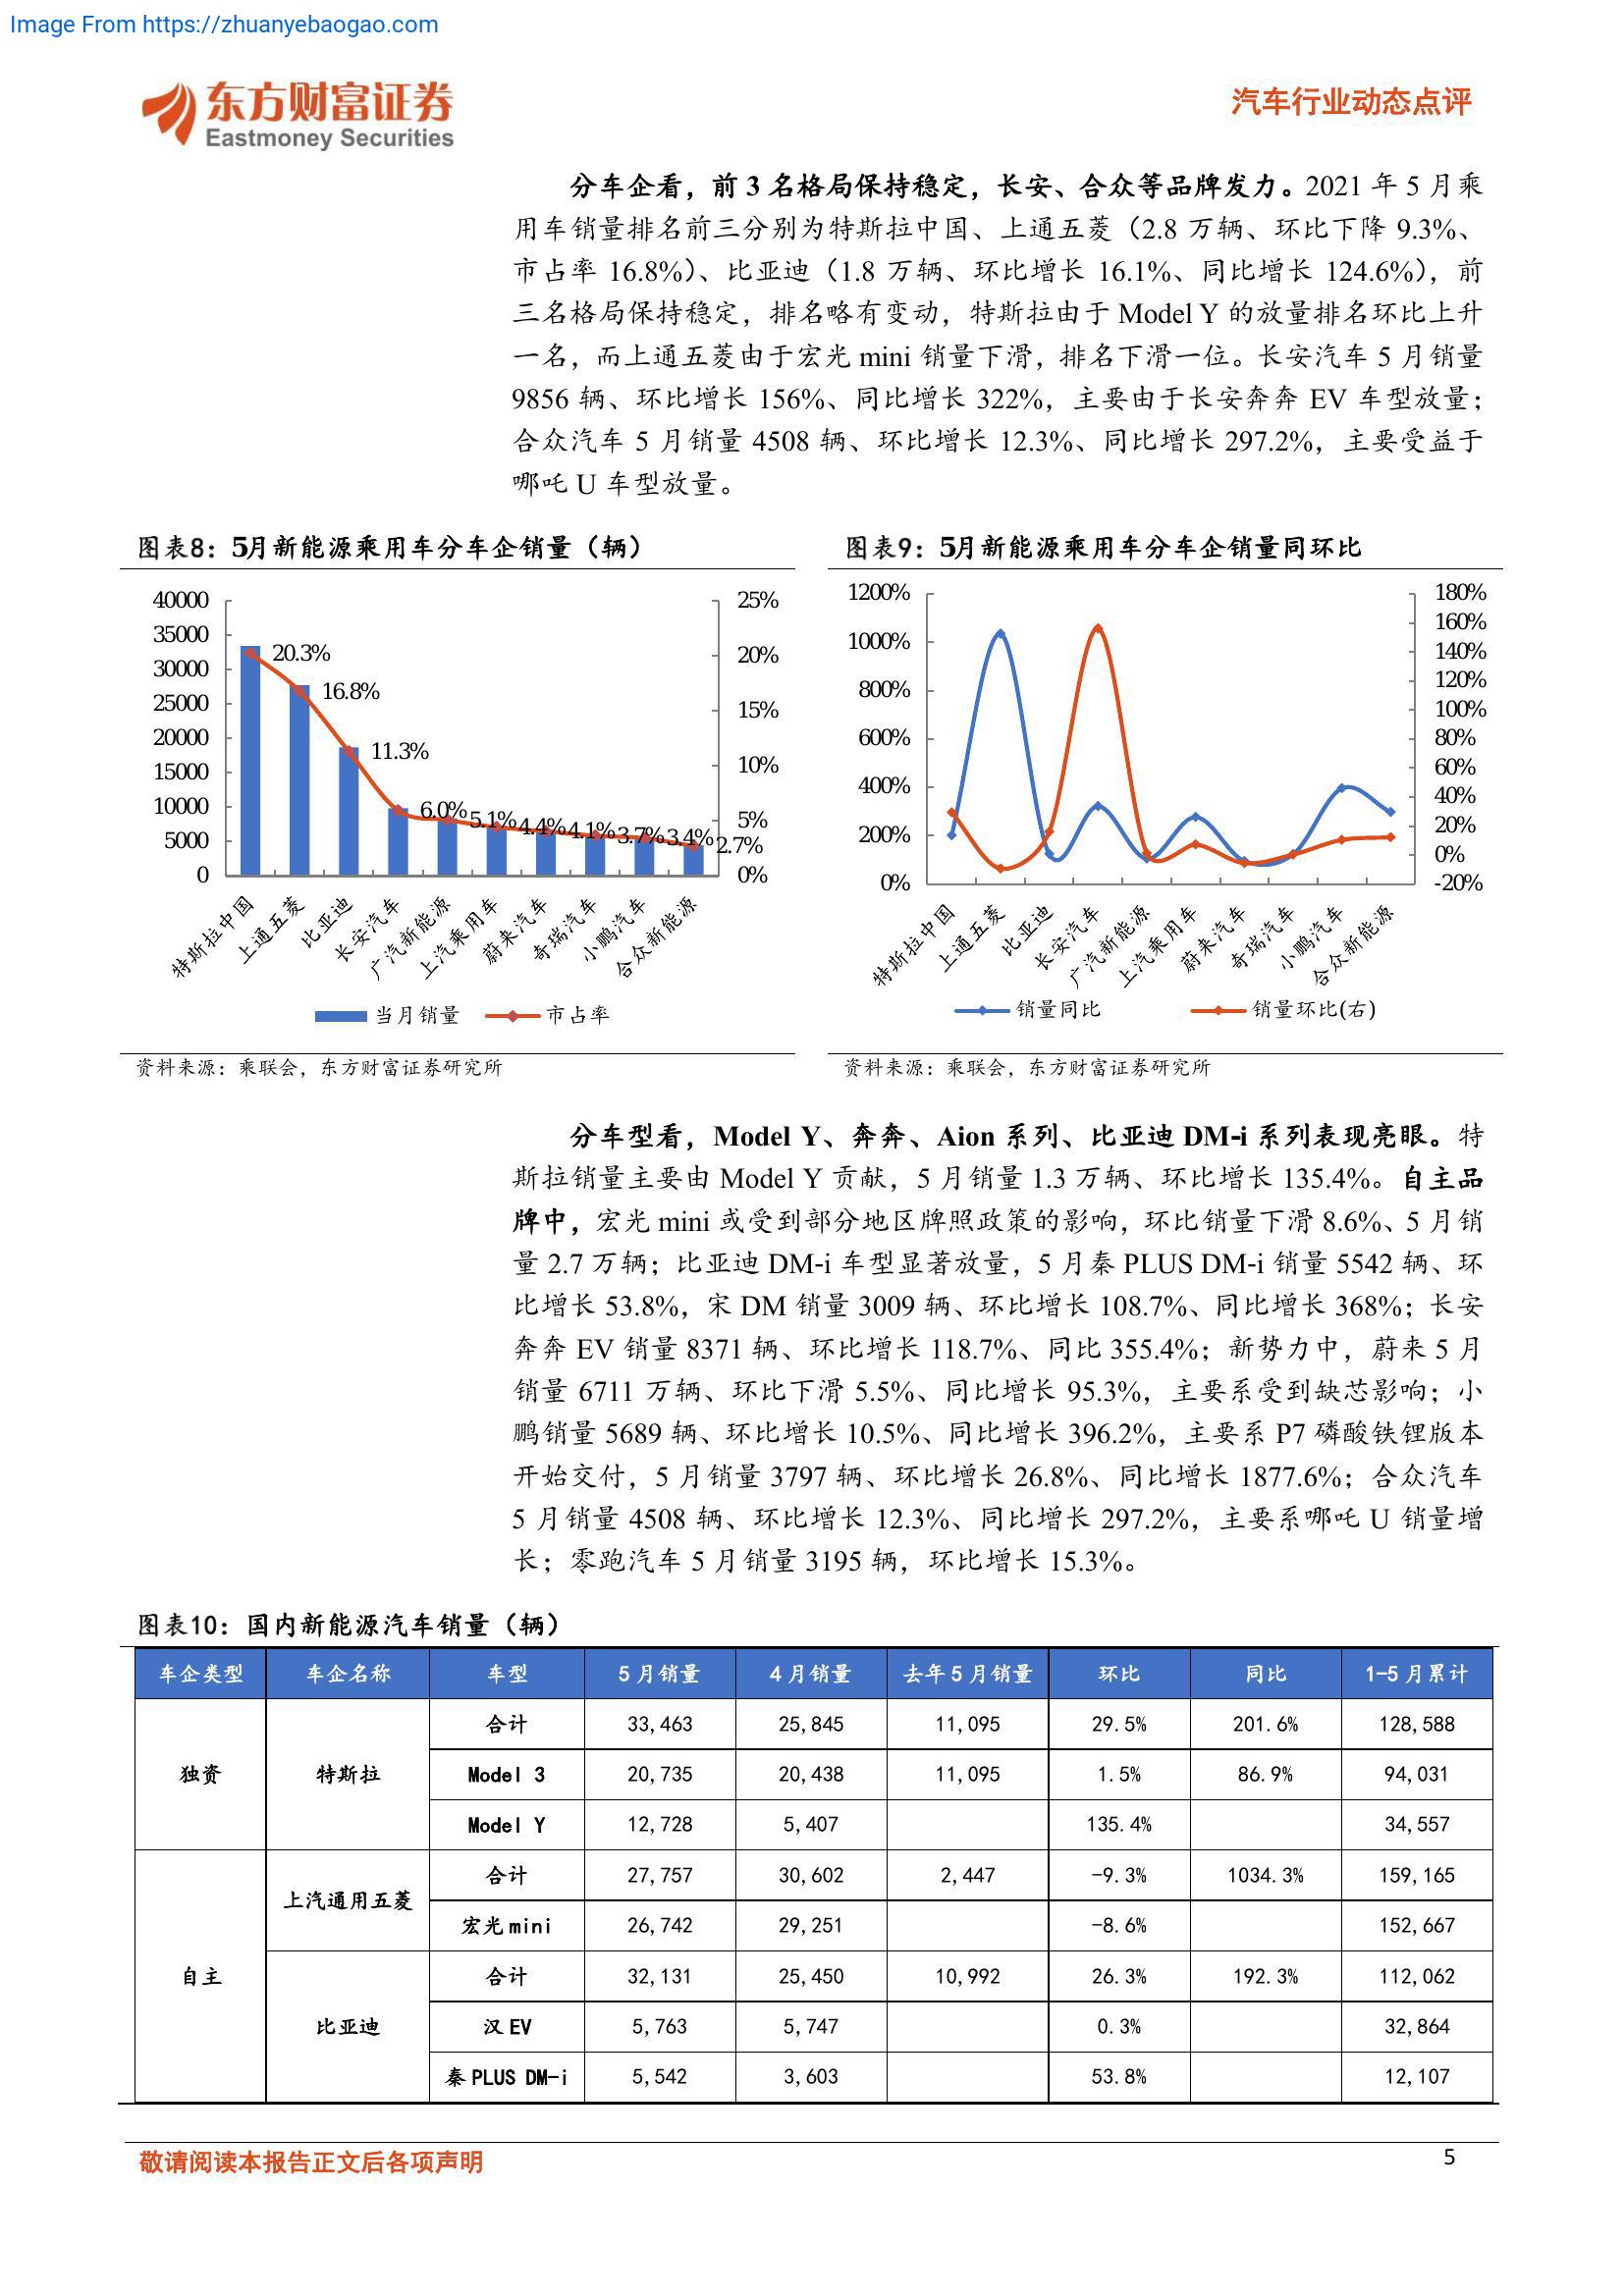 Image From https://zhuanyebaogao.com
东方财富证券
Eastmoney Securities
汽车行业动态点评
分车企看，前 3 名格局保持稳定，长安、合众等品牌发力。2021 年 5 月乘
用车销量排名前三分别为特斯拉中国、上通五菱（2.8 万辆、环比下降 9.3%、
市占率 16.8%）、比亚迪（1.8 万辆、环比增长 16.1%、同比增长 124.6%），前
三名格局保持稳定，排名略有变动，特斯拉由于 Model Y 的放量排名环比上升
一名，而上通五菱由于宏光 mini 销量下滑，排名下滑一位。长安汽车 5 月销量
9856 辆、环比增长 156%、同比增长 322%，主要由于长安奔奔 EV 车型放量；
合众汽车 5 月销量 4508 辆、环比增长 12.3%、同比增长 297.2%，主要受益于
哪吒 U 车型放量。
图表8：5月新能源乘用车分车企销量（辆）
40000
35000
30000
25000
20000
15000
10000
5000
0
25%
20%
15%
10%
5%
0%
20.3%
16.8%
11.3%
6.0%
5.1%
4.4%
4.1%
3.7%
3.4%
2.7%
特斯拉中国
上通五菱
比亚迪
长安汽车
广汽新能源
上汽乘用车
蔚来汽车
奇瑞汽车
小鹏汽车
合众新能源
当月销量
市占率
资料来源：乘联会，东方财富证券研究所
图表9：5月新能源乘用车分车企销量同环比
1200%
1000%
800%
600%
400%
200%
0%
180%
160%
140%
120%
100%
80%
60%
40%
20%
0%
-20%
特斯拉中国
上通五菱
比亚迪
长安汽车
广汽新能源
上汽乘用车
蔚来汽车
奇瑞汽车
小鹏汽车
合众新能源
销量同比
销量环比(右)
资料来源：乘联会，东方财富证券研究所
分车型看，Model Y、奔奔、Aion 系列、比亚迪 DM-i 系列表现亮眼。特
斯拉销量主要由 Model Y 贡献，5 月销量 1.3 万辆、环比增长 135.4%。自主品
牌中，宏光 mini 或受到部分地区牌照政策的影响，环比销量下滑 8.6%、5 月销
量 2.7 万辆；比亚迪 DM-i 车型显著放量，5 月秦 PLUS DM-i 销量 5542 辆、环
比增长 53.8%，宋 DM 销量 3009 辆、环比增长 108.7%、同比增长 368%；长安
奔奔 EV 销量 8371 辆、环比增长 118.7%、同比 355.4%；新势力中，蔚来 5 月
销量 6711 万辆、环比下滑 5.5%、同比增长 95.3%，主要系受到缺芯影响；小
鹏销量 5689 辆、环比增长 10.5%、同比增长 396.2%，主要系 P7 磷酸铁锂版本
开始交付，5 月销量 3797 辆、环比增长 26.8%、同比增长 1877.6%；合众汽车
5 月销量 4508 辆、环比增长 12.3%、同比增长 297.2%，主要系哪吒 U 销量增
长；零跑汽车 5 月销量 3195 辆，环比增长 15.3%。
图表10：国内新能源汽车销量（辆）
车企类型 车企名称 车型 5 月销量 4 月销量 去年 5 月销量 环比 同比 1-5 月累计
独资 特斯拉 合计 33,463 25,845 11,095 29.5% 201.6% 128,588
Model 3 20,735 20,438 11,095 1.5% 86.9% 94,031
Model Y 12,728 5,407 135.4% 34,557
自主 上汽通用五菱 合计 27,757 30,602 2,447 -9.3% 1034.3% 159,165
宏光 mini 26,742 29,251 -8.6% 152,667
比亚迪 合计 32,131 25,450 10,992 26.3% 192.3% 112,062
汉 EV 5,763 5,747 0.3% 32,864
秦 PLUS DM-i 5,542 3,603 53.8% 12,107
敬请阅读本报告正文后各项声明
5